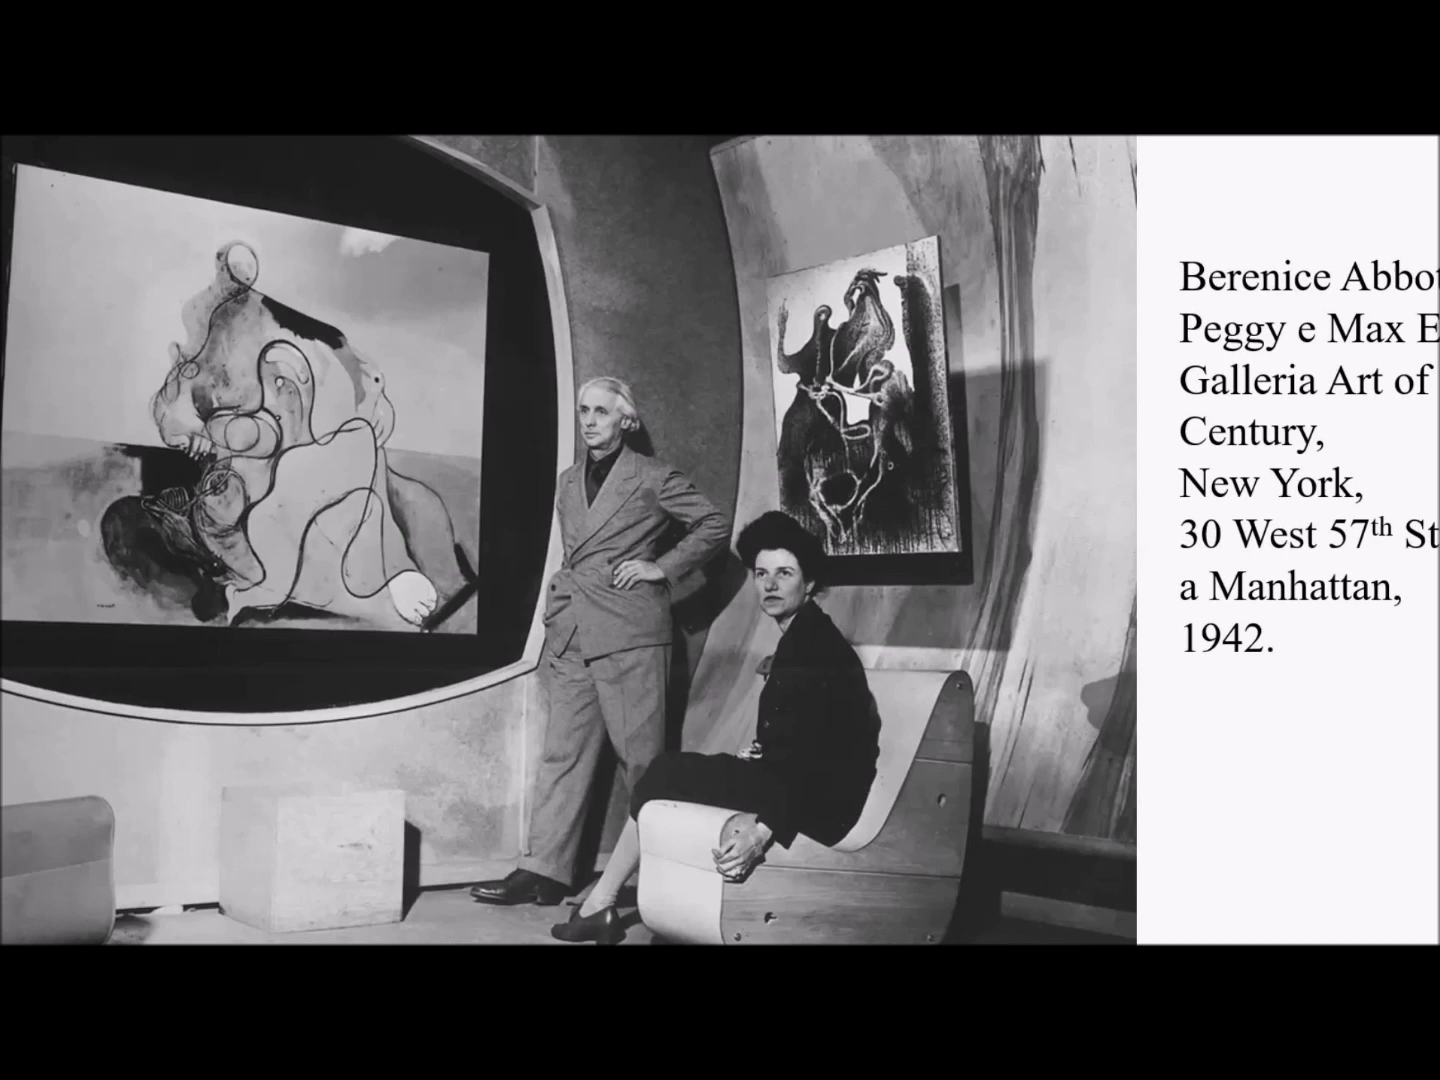 Berenice Abbot
Peggy e Max E
Galleria Art of
Century,
New York,
30 West 57th St
a Manhattan,
1942.